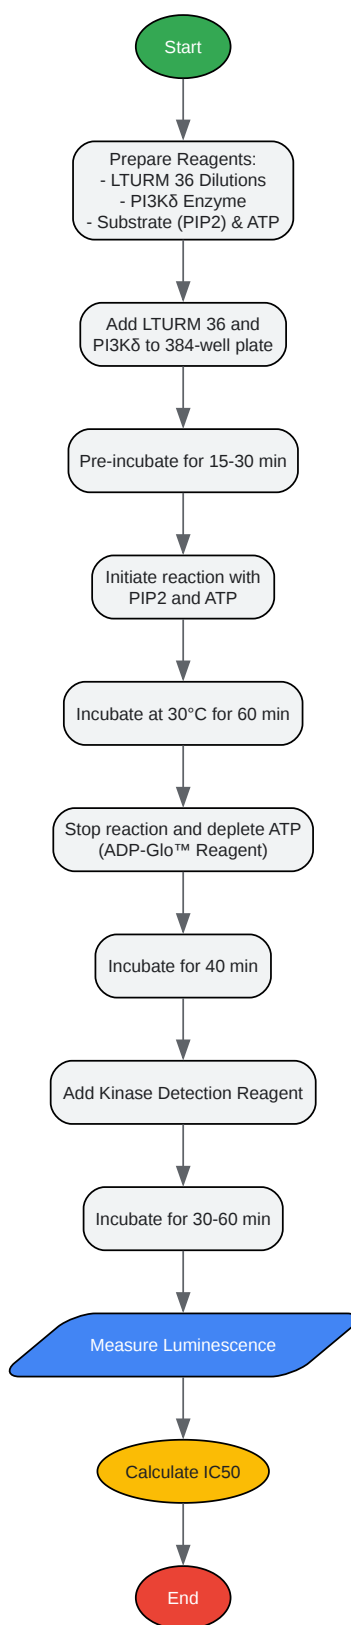 Start
Prepare Reagents:
- LTURM 36 Dilutions
- PI3Kδ Enzyme
- Substrate (PIP2) & ATP
Add LTURM 36 and
PI3Kδ to 384-well plate
Pre-incubate for 15-30 min
Initiate reaction with
PIP2 and ATP
Incubate at 30°C for 60 min
Stop reaction and deplete ATP
(ADP-Glo™ Reagent)
Incubate for 40 min
Add Kinase Detection Reagent
Incubate for 30-60 min
Measure Luminescence
Calculate IC50
End